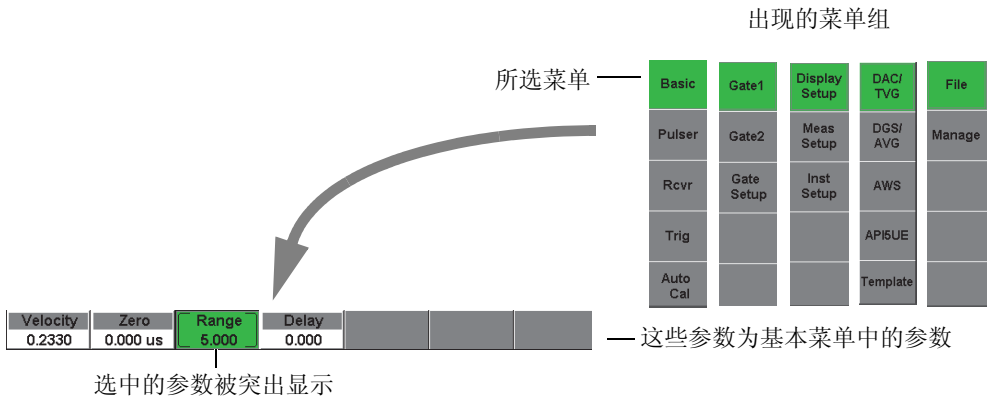 出现的菜单组
所选菜单
Basic
Pulser
Rcvr
Trig
Auto
Cal
Gate1
Gate2
Gate
Setup
Display
Setup
Meas
Setup
Inst
Setup
DAC/
TVG
DGS/
AVG
AWS
API5UE
Template
File
Manage
Velocity Zero Range Delay
0.2330 0.000 us 5.000 0.000
这些参数为基本菜单中的参数
选中的参数被突出显示